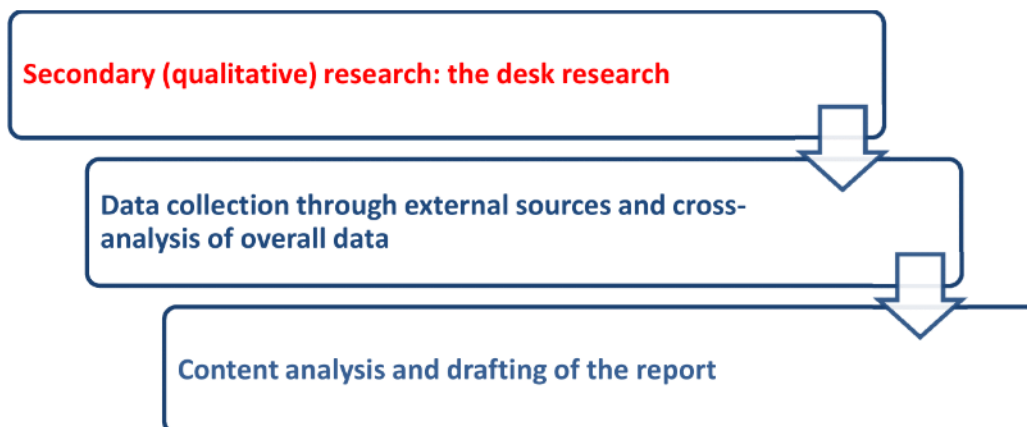 Secondary (qualitative) research: the desk research
Data collection through external sources and cross-
analysis of overall data
Content analysis and drafting of the report